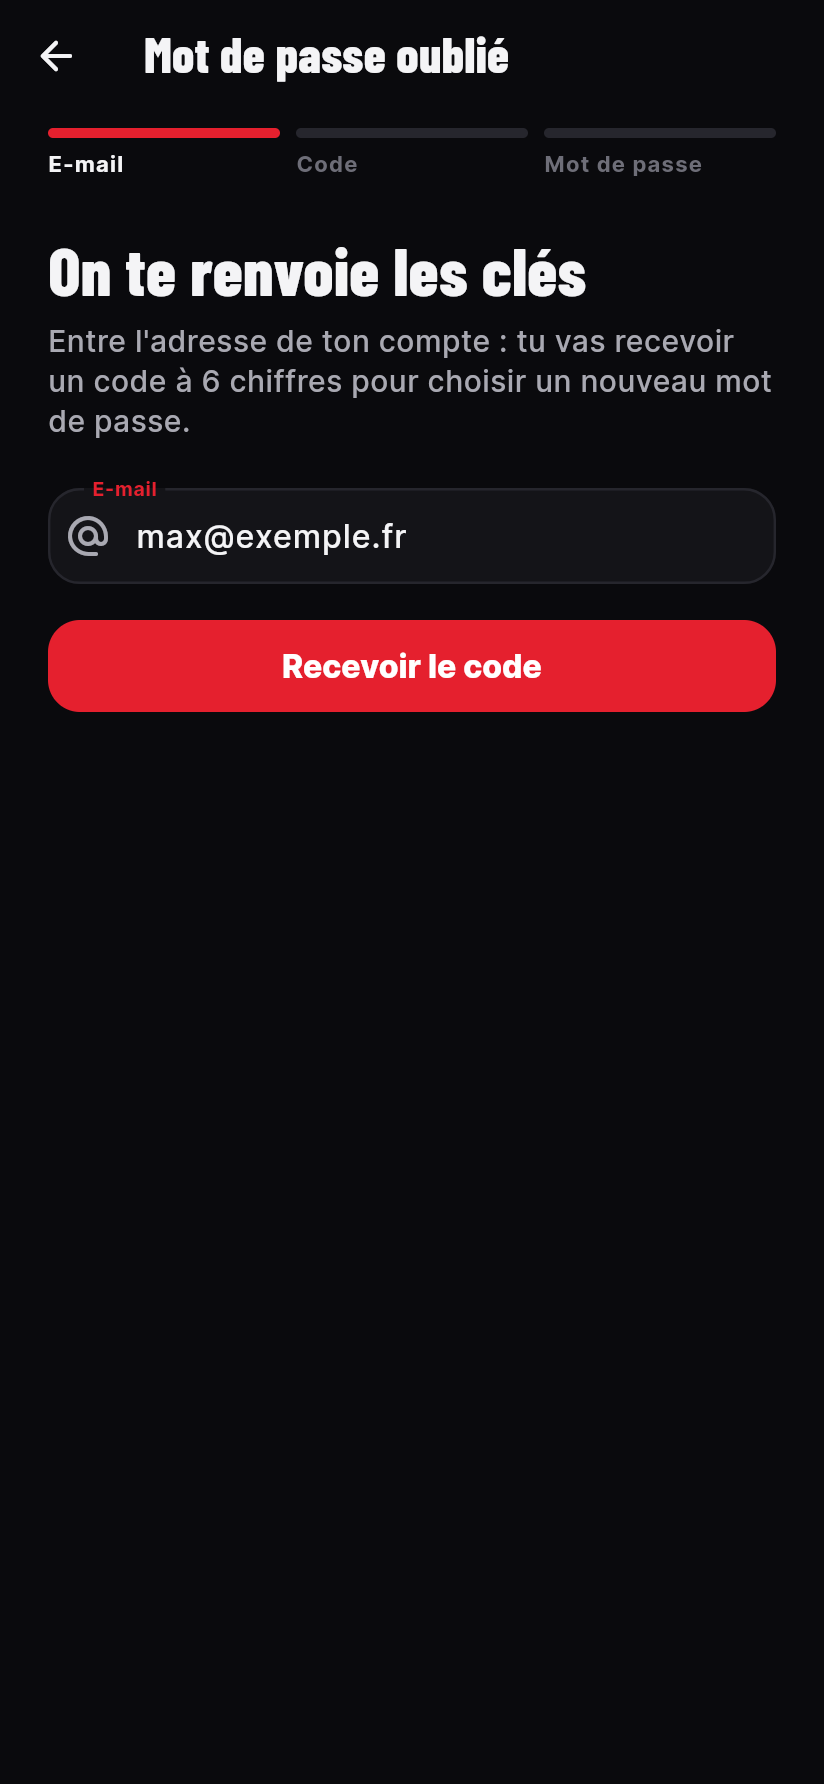 Mot de passe oublié
E-mail
Code
Mot de passe
On te renvoie les clés
Entre l'adresse de ton compte : tu vas recevoir
un code à 6 chiffres pour choisir un nouveau mot
de passe.
E-mail
max@exemple.fr
Recevoir le code